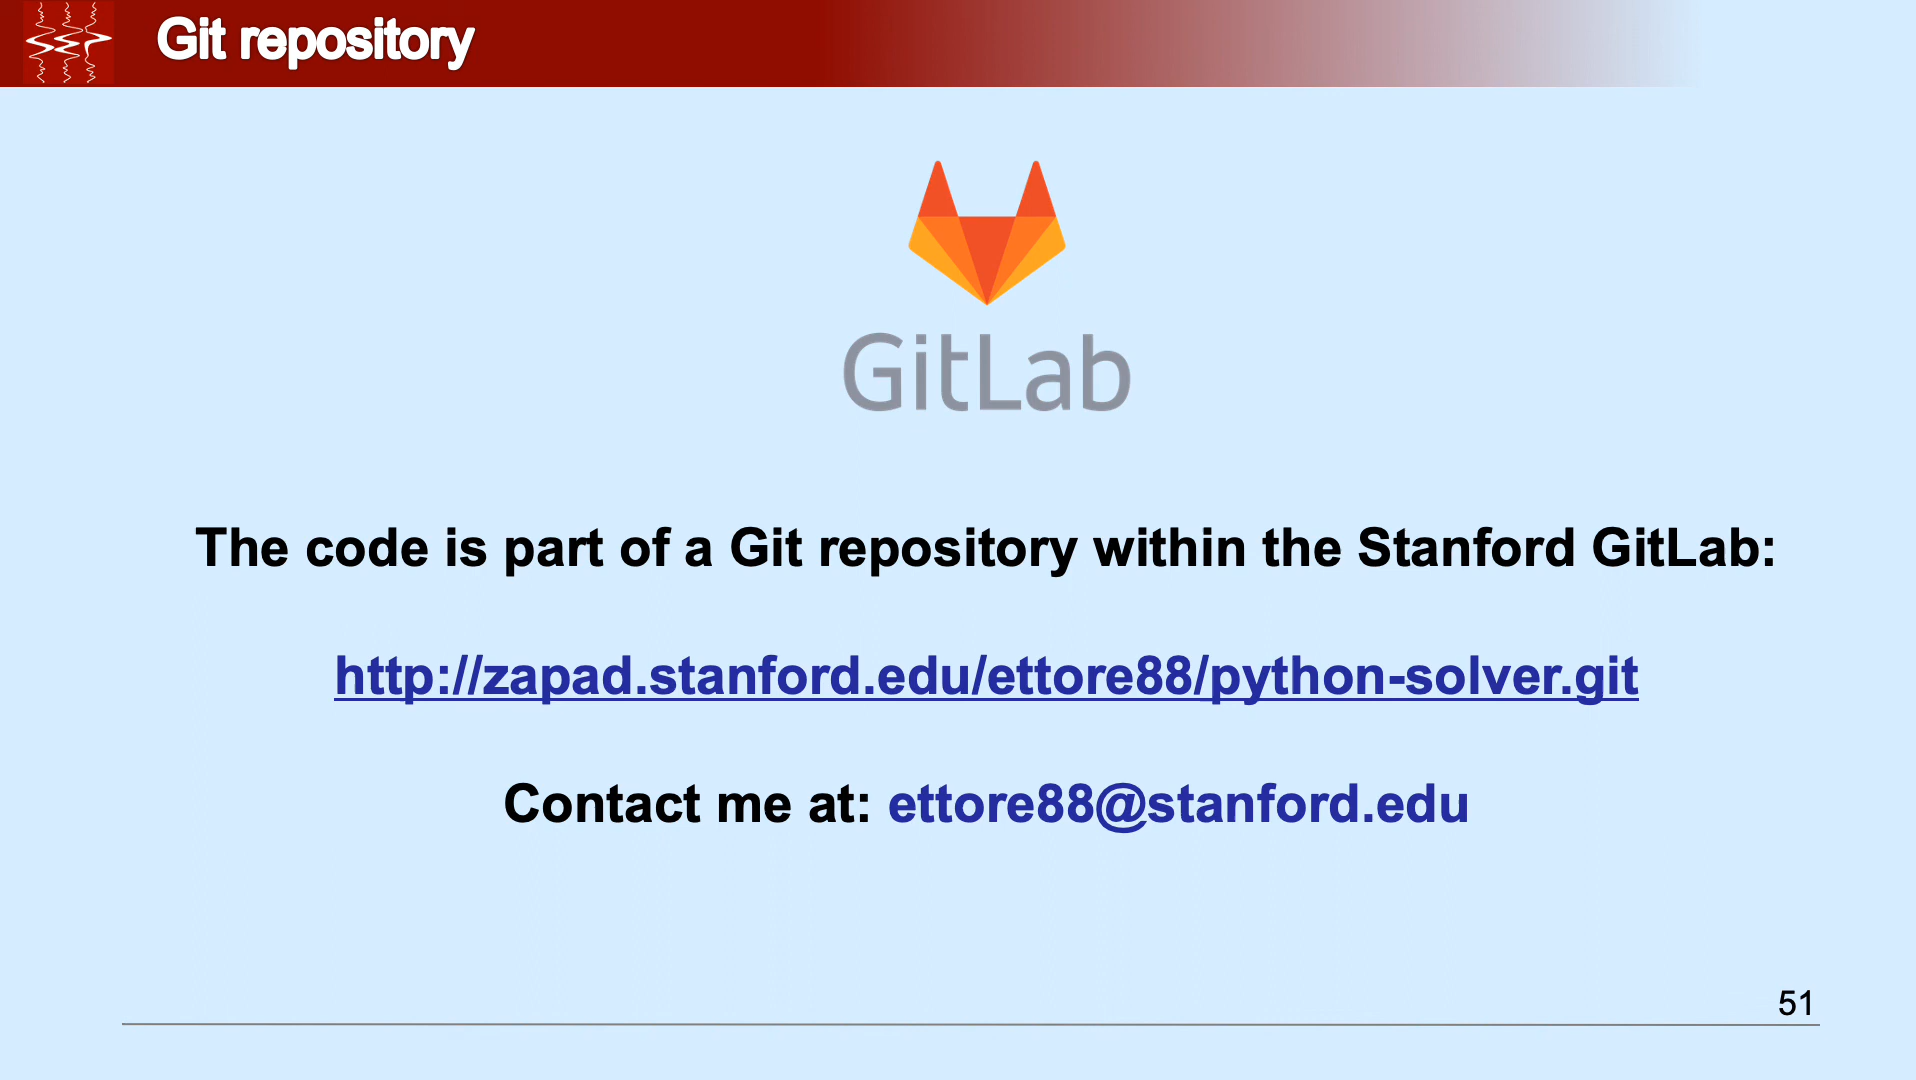 Git repository
GitLab
The code is part of a Git repository within the Stanford GitLab:
http://zapad.stanford.edu/ettore88/python-solver.git
Contact me at: ettore88@stanford.edu
51